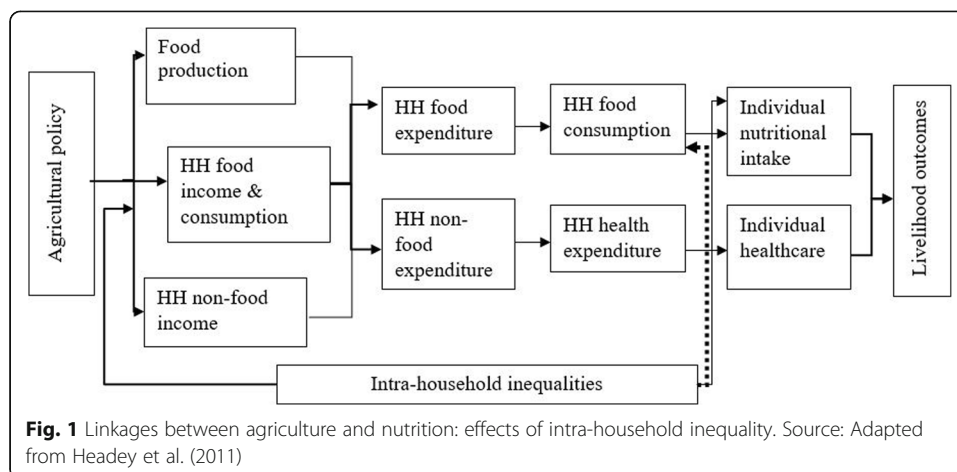 Agricultural policy
Food
production
HH food
income &
consumption
HH non-food
income
HH food
expenditure
HH non-
food
expenditure
HH food
consumption
HH health
expenditure
Individual
nutritional
intake
Individual
healthcare
Livelihood outcomes
Intra-household inequalities
Fig. 1 Linkages between agriculture and nutrition: effects of intra-household inequality. Source: Adapted
from Headey et al. (2011)